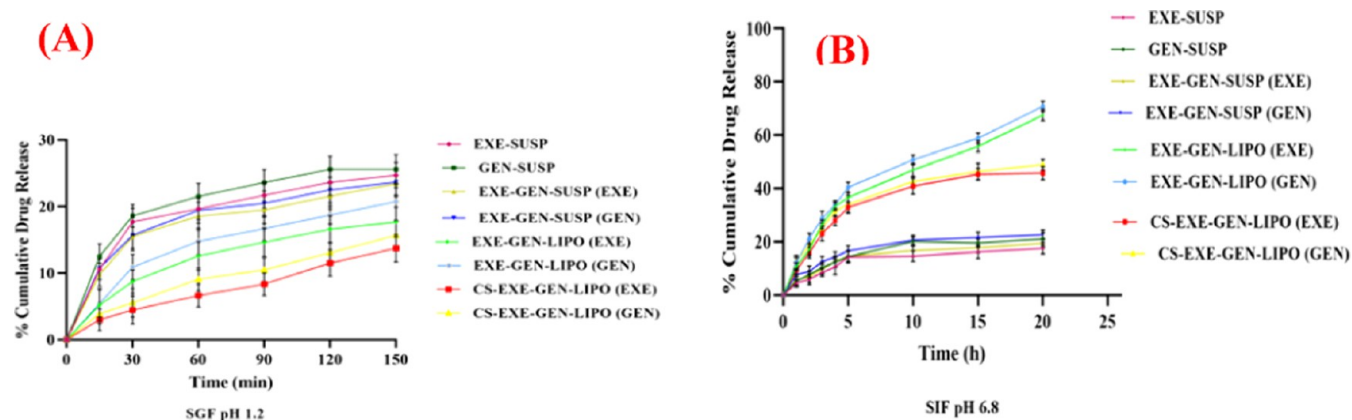 (A)
% Cumulative Drug Release
30
20
10
0
0 30 60 90 120 150
Time (min)
SGF pH 1.2
EXE-SUSP
GEN-SUSP
EXE-GEN-SUSP (EXE)
EXE-GEN-SUSP (GEN)
EXE-GEN-LIPO (EXE)
EXE-GEN-LIPO (GEN)
CS-EXE-GEN-LIPO (EXE)
CS-EXE-GEN-LIPO (GEN)
(B)
% Cumulative Drug Release
100
80
60
40
20
0
0 5 10 15 20 25
Time (h)
SIF pH 6.8
EXE-SUSP
GEN-SUSP
EXE-GEN-SUSP (EXE)
EXE-GEN-SUSP (GEN)
EXE-GEN-LIPO (EXE)
EXE-GEN-LIPO (GEN)
CS-EXE-GEN-LIPO (EXE)
CS-EXE-GEN-LIPO (GEN)